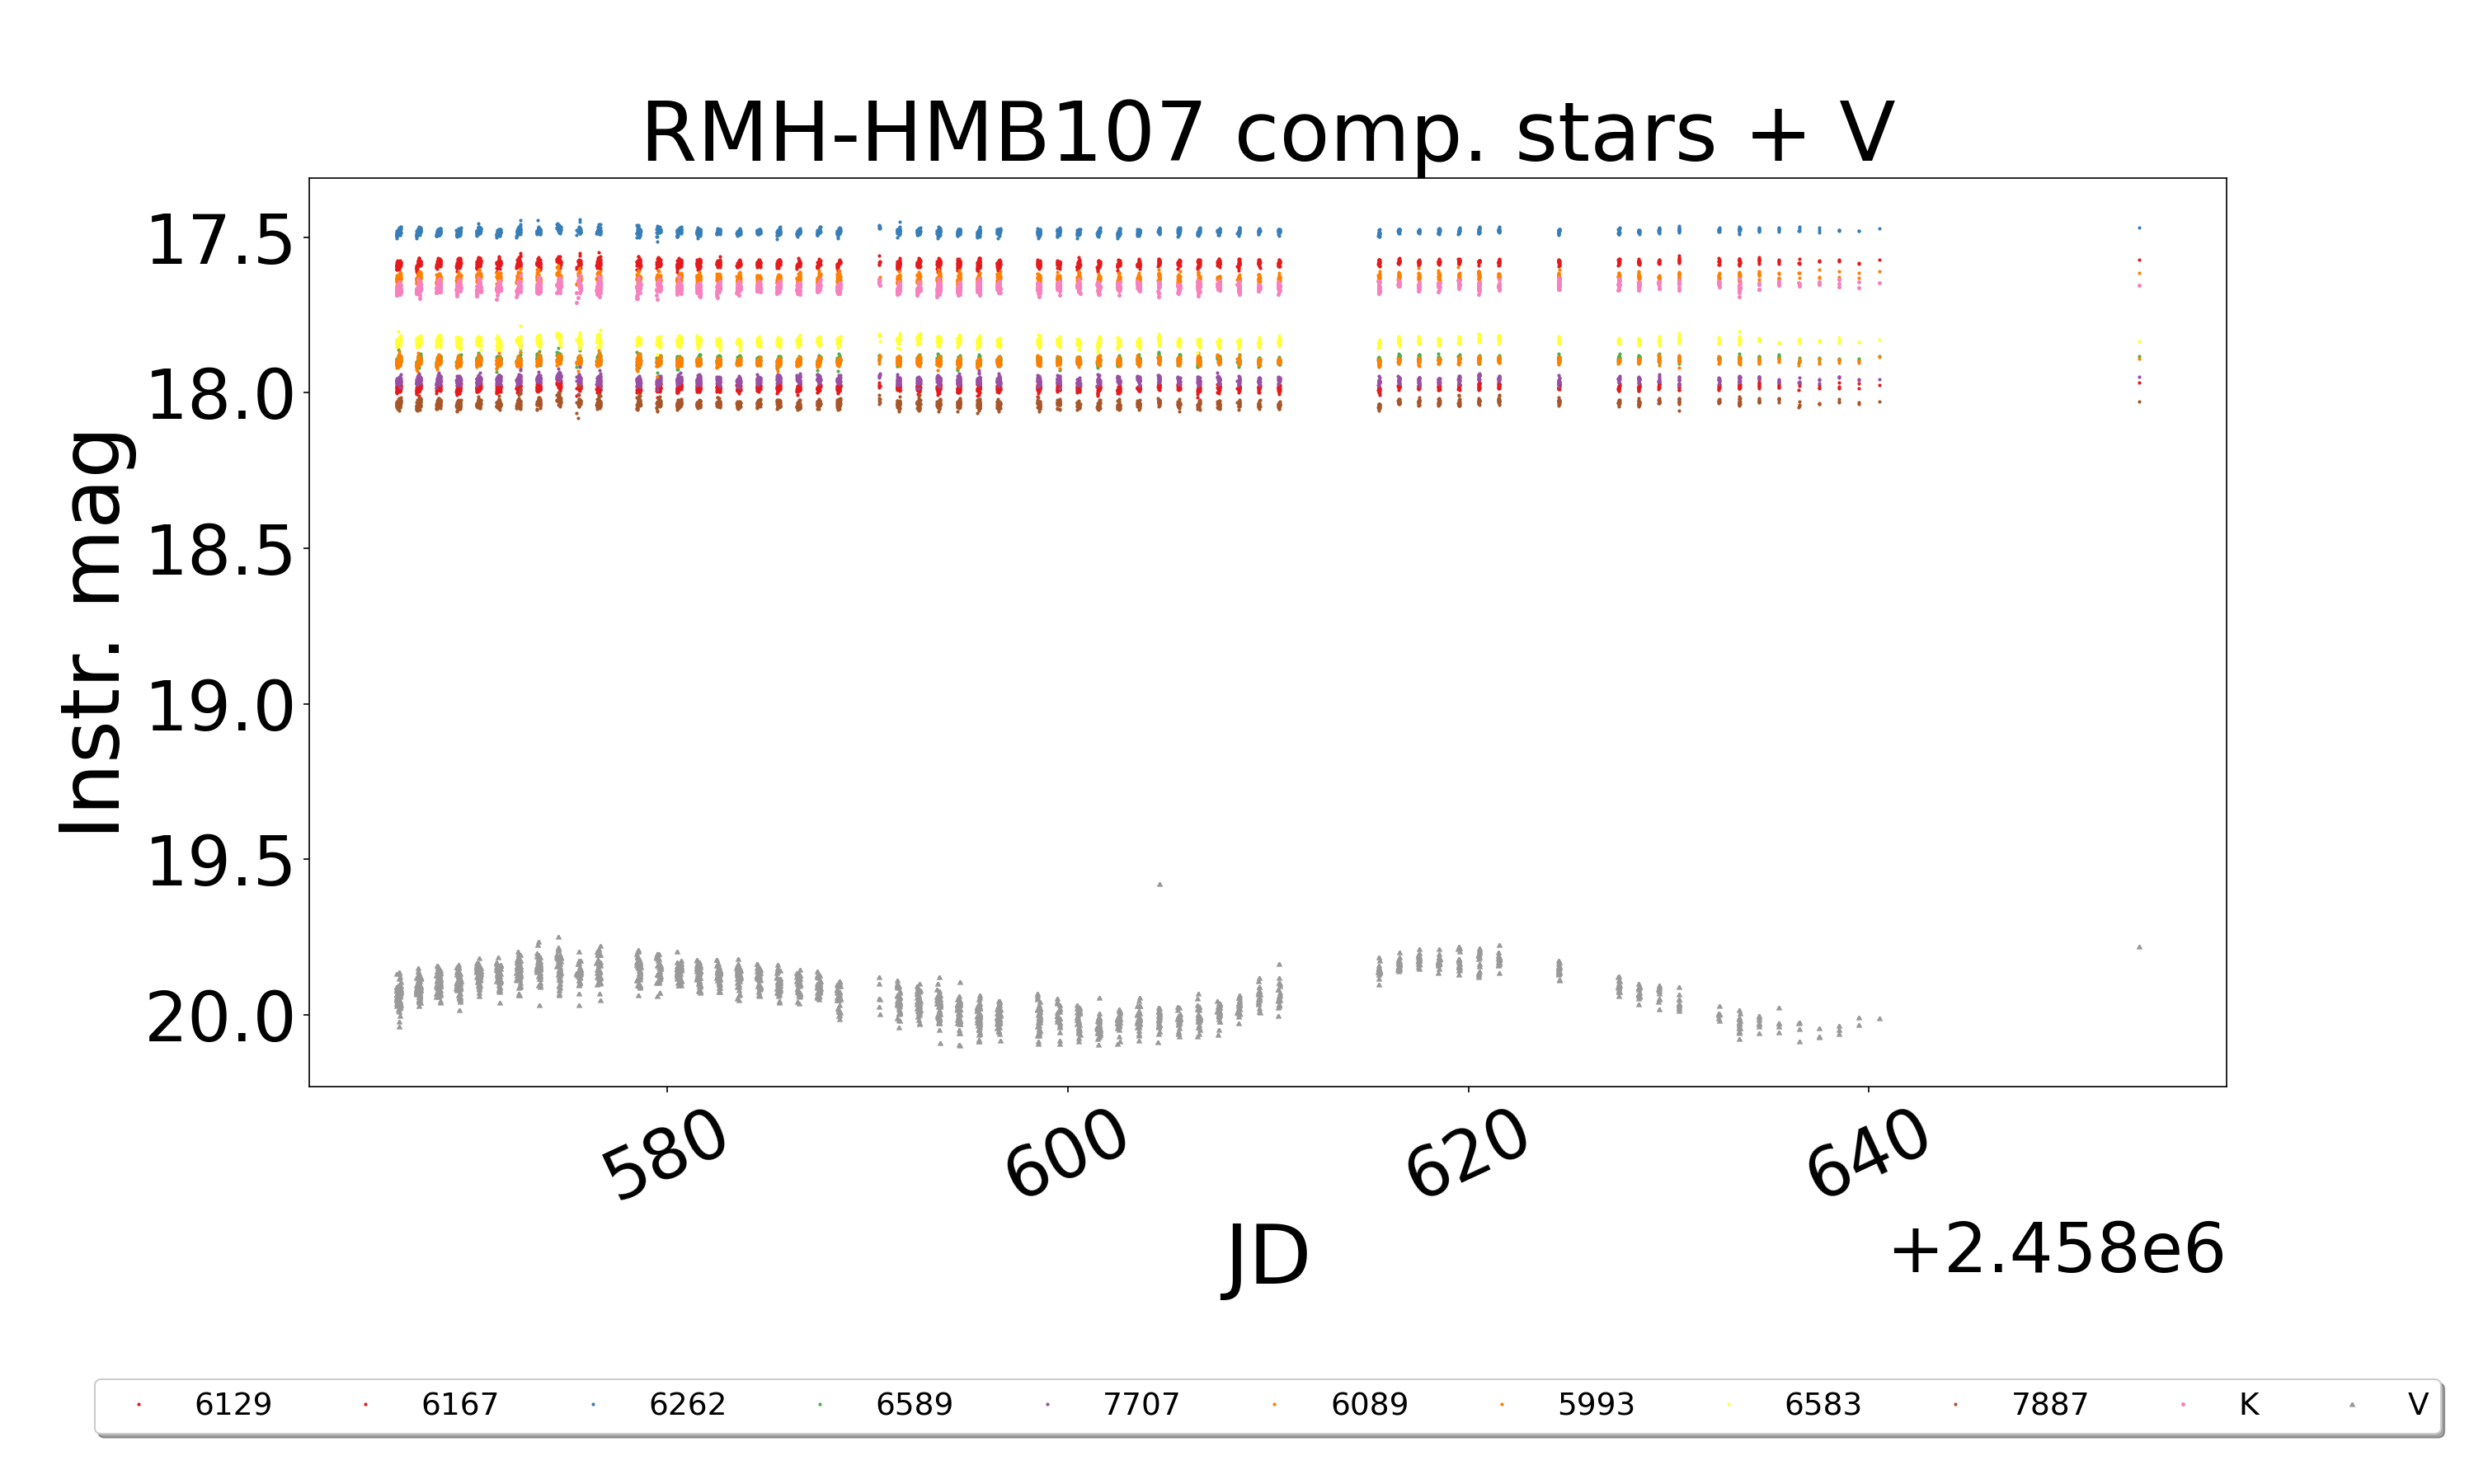 RMH-HMB107 comp. stars + V
Instr. mag
17.5
18.0
18.5
19.0
19.5
20.0
580 600 620 640
JD
+2.458e6
6129 6167 6262 6589 7707 6089 5993 6583 7887 K V